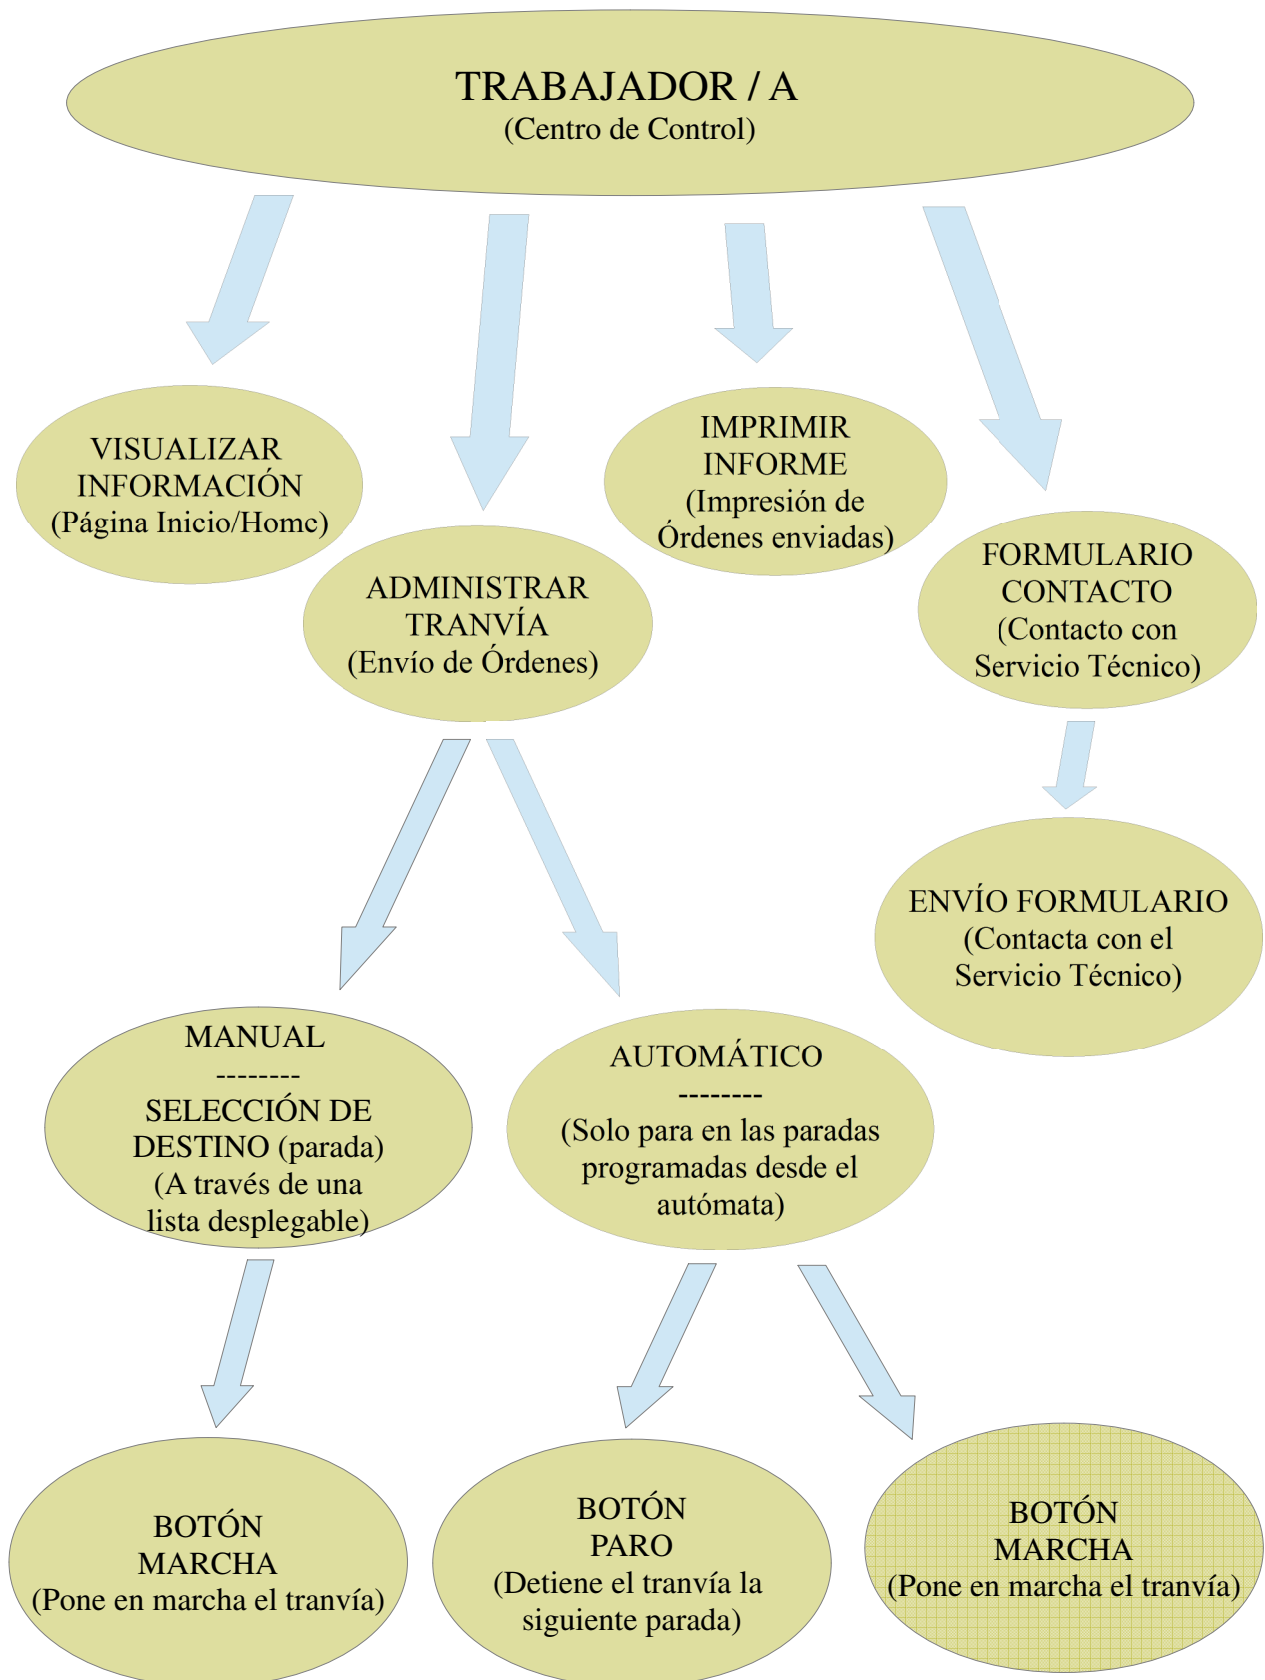 TRABAJADOR / A
(Centro de Control)
VISUALIZAR
INFORMACIÓN
(Página Inicio/Home)
ADMINISTRAR
TRANVÍA
(Envío de Órdenes)
IMPRIMIR
INFORME
(Impresión de
Órdenes enviadas)
FORMULARIO
CONTACTO
(Contacto con
Servicio Técnico)
ENVÍO FORMULARIO
(Contacta con el
Servicio Técnico)
MANUAL
--------
SELECCIÓN DE
DESTINO (parada)
(A través de una
lista desplegable)
AUTOMÁTICO
--------
(Solo para en las paradas
programadas desde el
autómata)
BOTÓN
MARCHA
(Pone en marcha el tranvía)
BOTÓN
PARO
(Detiene el tranvía la
siguiente parada)
BOTÓN
MARCHA
(Pone en marcha el tranvía)